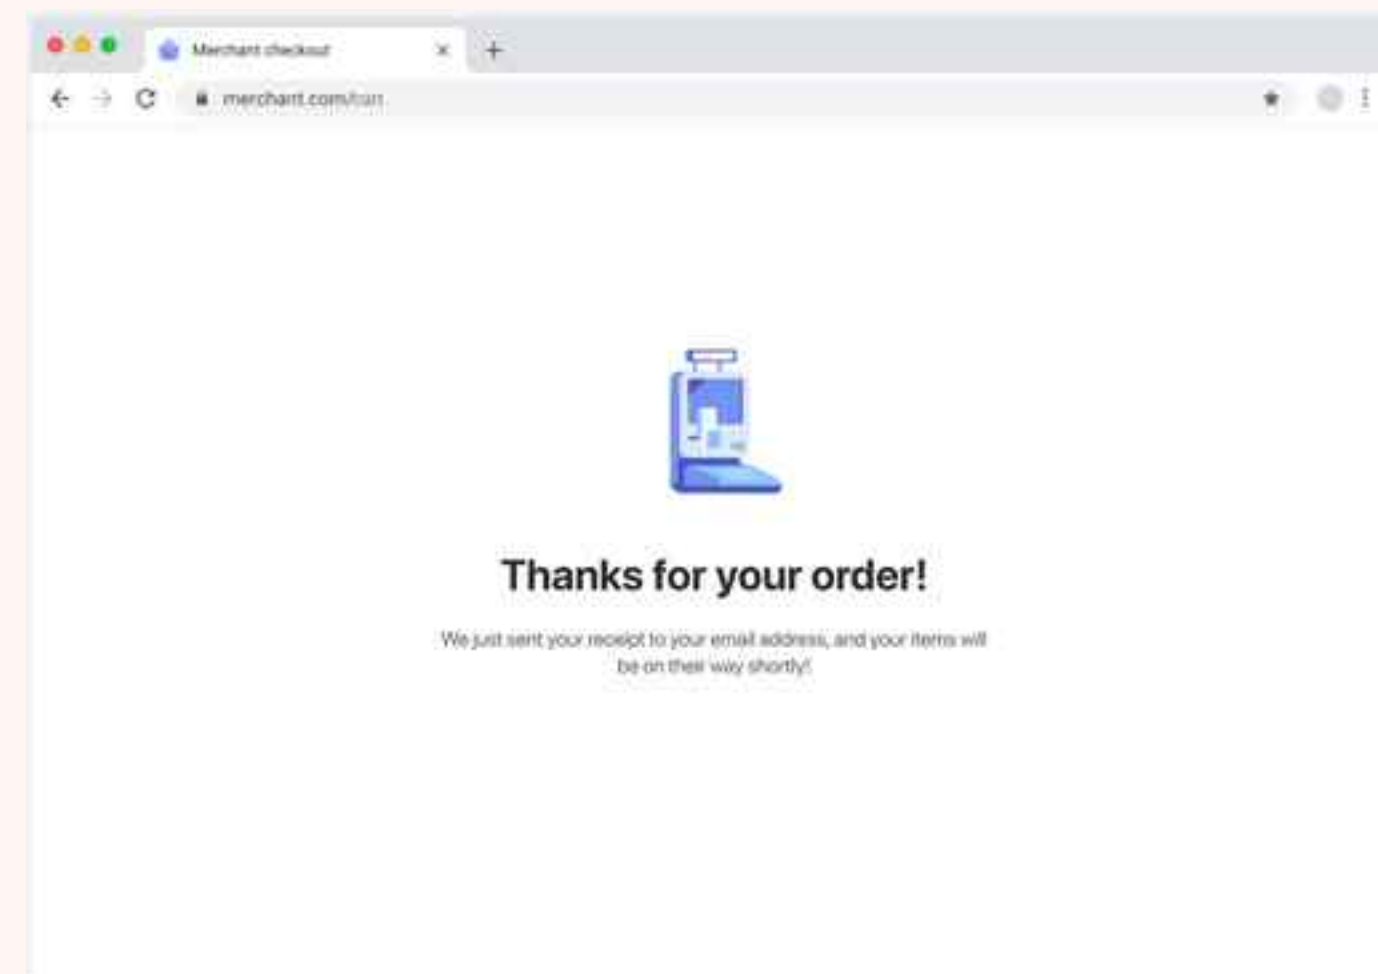 Merchant checkout
merchant.com/cart
Thanks for your order!
We just sent your receipt to your email address, and your items will
be on their way shortly!